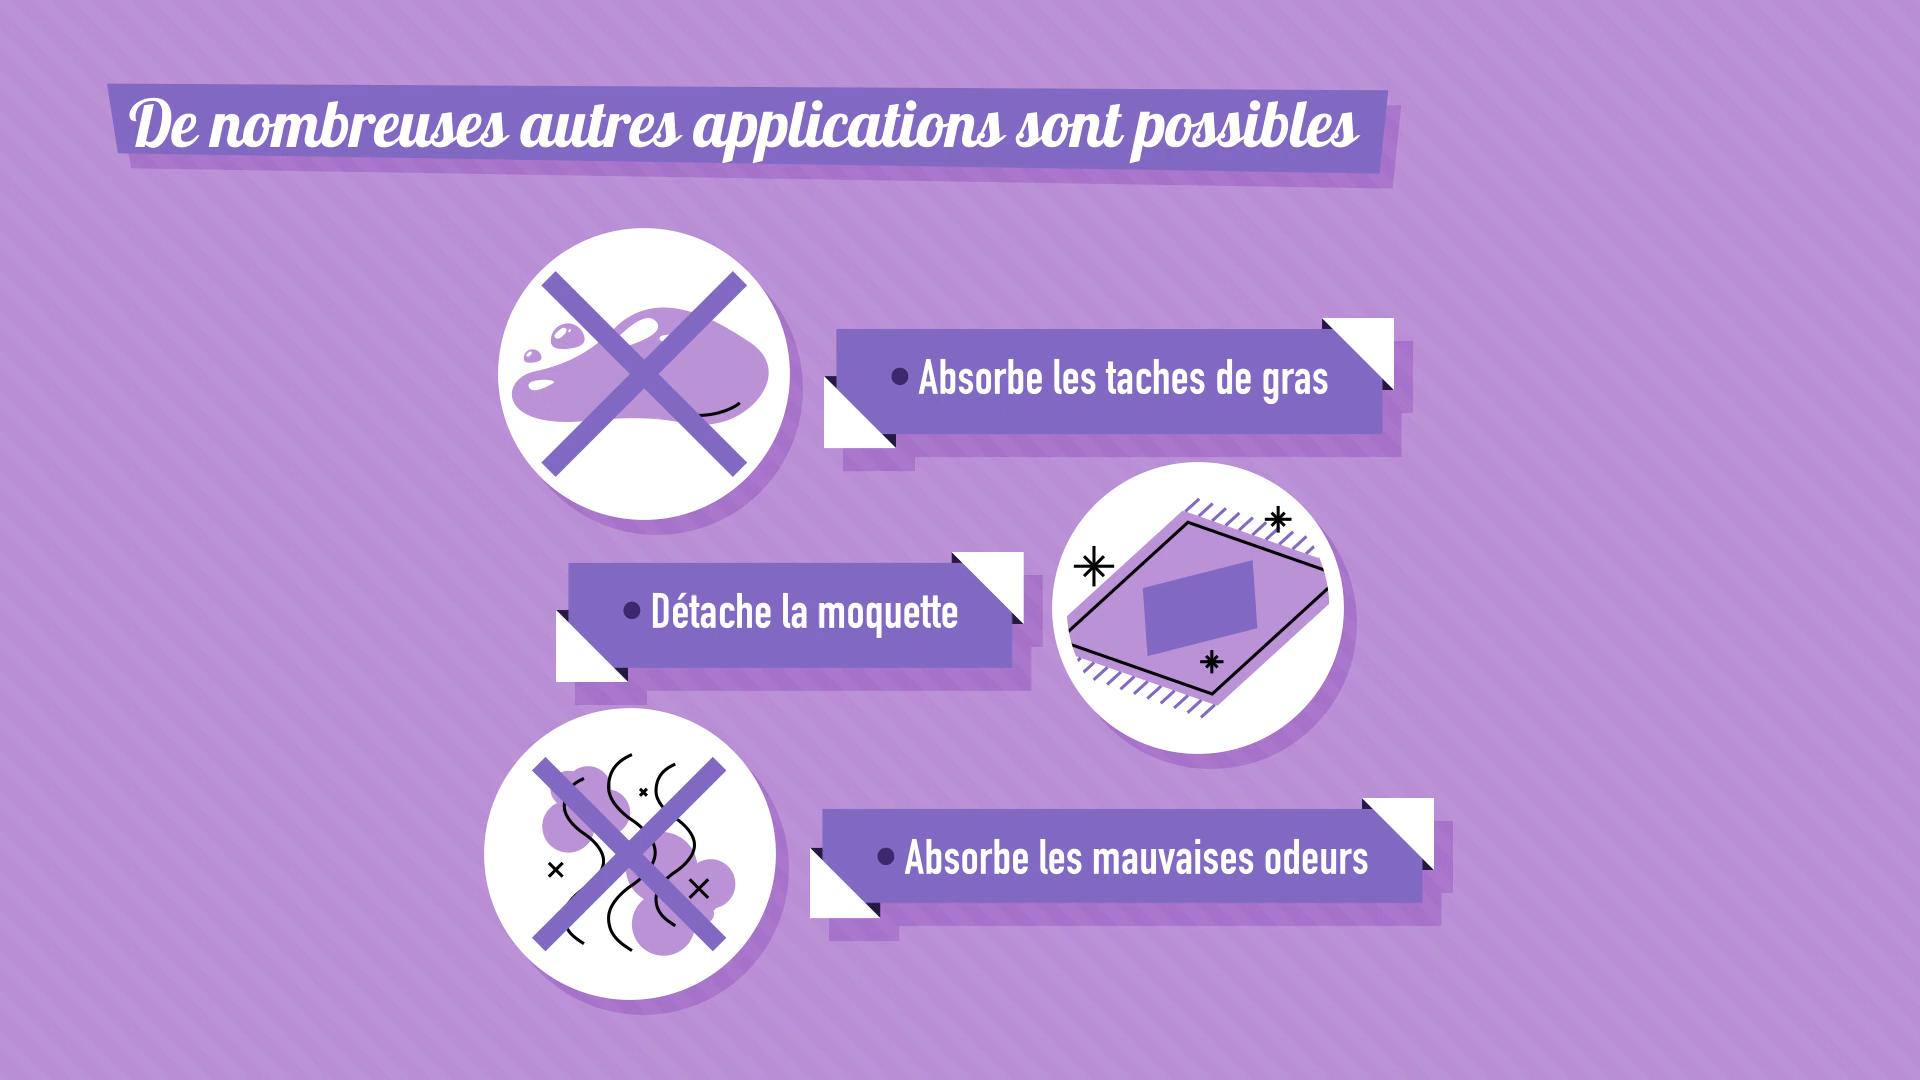 De nombreuses autres applications sont possibles
• Absorbe les taches de gras
• Détache la moquette
• Absorbe les mauvaises odeurs